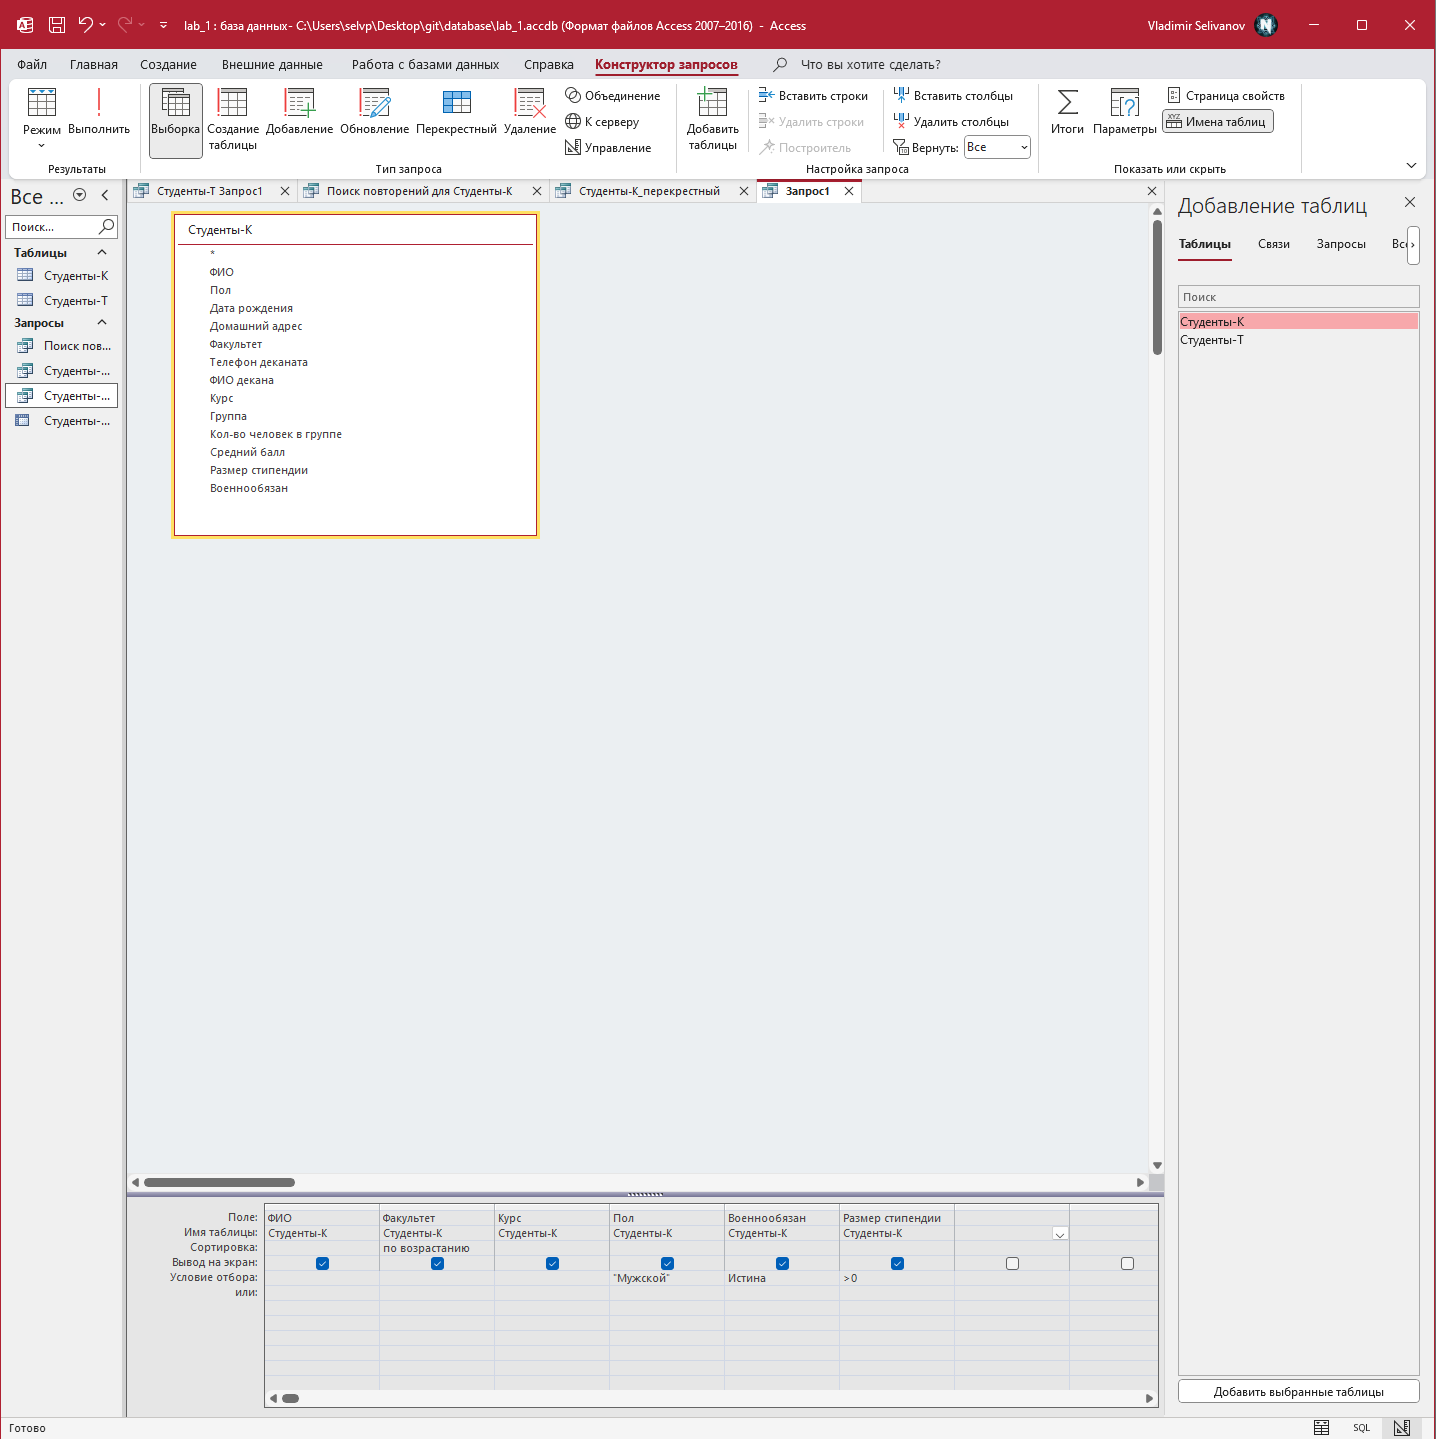 lab_1 : база данных- C:\Users\selvp\Desktop\git\database\lab_1.accdb (Формат файлов Access 2007–2016) - Access
Vladimir Selivanov
Файл Главная Создание Внешние данные Работа с базами данных Справка Конструктор запросов Что вы хотите сделать?
Режим
Выполнить
Результаты
Выборка
Создание таблицы
Добавление
Обновление
Перекрестный
Удаление
Объединение
К серверу
Управление
Тип запроса
Добавить таблицы
Вставить строки
Удалить строки
Построитель
Вставить столбцы
Удалить столбцы
Вернуть: Все
Настройка запроса
Итоги
Параметры
Страница свойств
XYZ Имена таблиц
Показать или скрыть
Все ...
Поиск...
Таблицы
Студенты-К
Студенты-Т
Запросы
Поиск пов...
Студенты-...
Студенты-...
Студенты-...
Студенты-Т Запрос1
Поиск повторений для Студенты-К
Студенты-К_перекрестный
Запрос1
Студенты-К
*
ФИО
Пол
Дата рождения
Домашний адрес
Факультет
Телефон деканата
ФИО декана
Курс
Группа
Кол-во человек в группе
Средний балл
Размер стипендии
Военнообязан
Добавление таблиц
Таблицы Связи Запросы Все
Поиск
Студенты-К
Студенты-Т
Добавить выбранные таблицы
Поле: ФИО Факультет Курс Пол Военнообязан Размер стипендии
Имя таблицы: Студенты-К Студенты-К Студенты-К Студенты-К Студенты-К Студенты-К
Сортировка: по возрастанию
Вывод на экран:
Условие отбора: "Мужской" Истина >0
или:
Готово
SQL